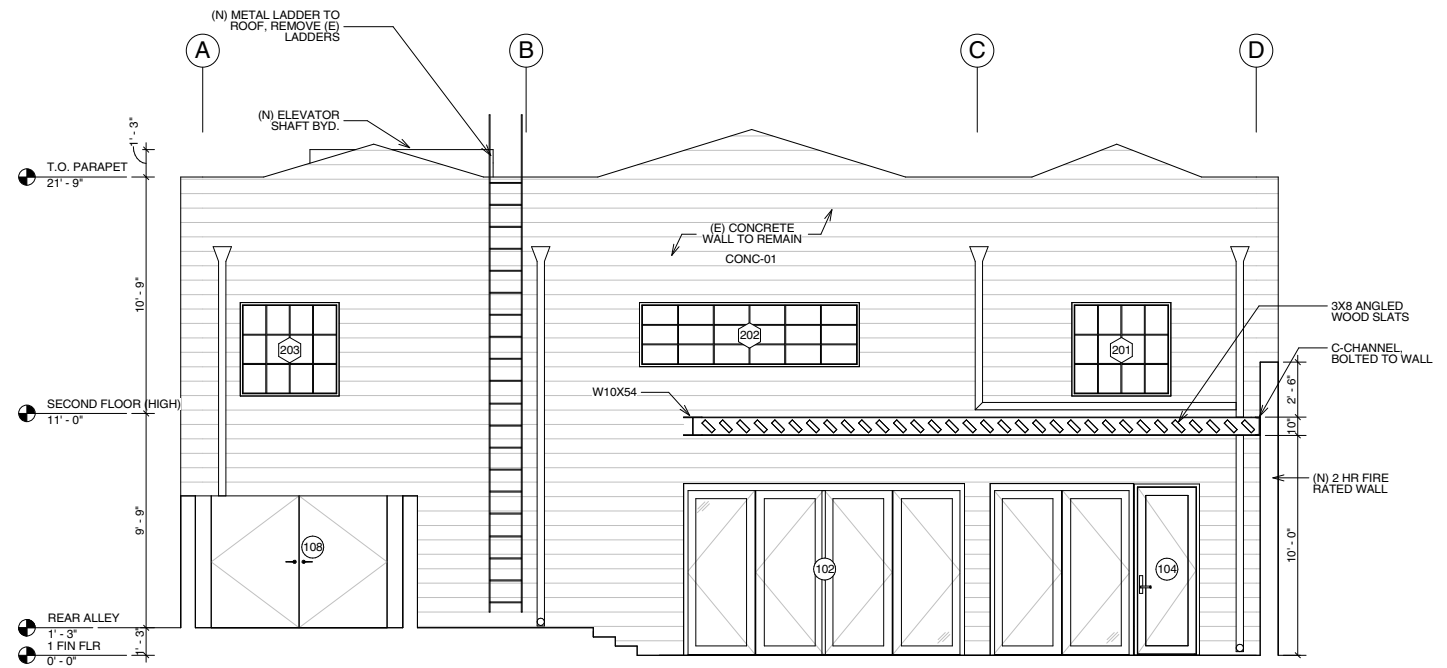 (N) METAL LADDER TO
ROOF, REMOVE (E)
LADDERS
A
B
C
D
(N) ELEVATOR
SHAFT BYD.
1' - 3"
T.O. PARAPET
21' - 9"
(E) CONCRETE
WALL TO REMAIN
CONC-01
10' - 9"
3X8 ANGLED
WOOD SLATS
203
202
201
C-CHANNEL,
BOLTED TO WALL
W10X54
2' - 6"
SECOND FLOOR (HIGH)
11' - 0"
10"
(N) 2 HR FIRE
RATED WALL
9' - 9"
10' - 0"
108
102
104
REAR ALLEY
1' - 3"
1' - 3"
1 FIN FLR
0' - 0"